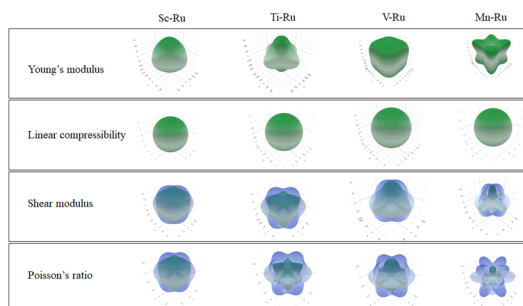 Sc-Ru Ti-Ru V-Ru Mn-Ru
Young's modulus
Linear compressibility
Shear modulus
Poisson's ratio